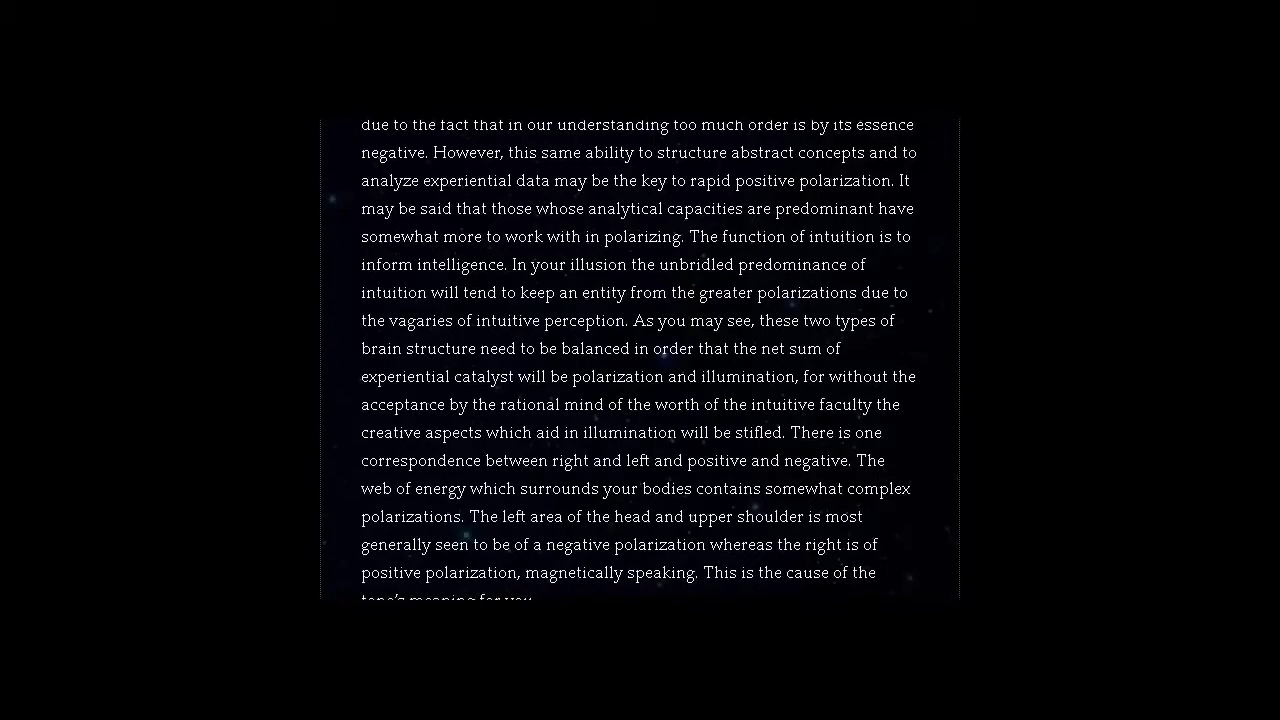 due to the fact that in our understanding too much order is by its essence
negative. However, this same ability to structure abstract concepts and to
analyze experiential data may be the key to rapid positive polarization. It
may be said that those whose analytical capacities are predominant have
somewhat more to work with in polarizing. The function of intuition is to
inform intelligence. In your illusion the unbridled predominance of
intuition will tend to keep an entity from the greater polarizations due to
the vagaries of intuitive perception. As you may see, these two types of
brain structure need to be balanced in order that the net sum of
experiential catalyst will be polarization and illumination, for without the
acceptance by the rational mind of the worth of the intuitive faculty the
creative aspects which aid in illumination will be stifled. There is one
correspondence between right and left and positive and negative. The
web of energy which surrounds your bodies contains somewhat complex
polarizations. The left area of the head and upper shoulder is most
generally seen to be of a negative polarization whereas the right is of
positive polarization, magnetically speaking. This is the cause of the
tone’s meaning for you.